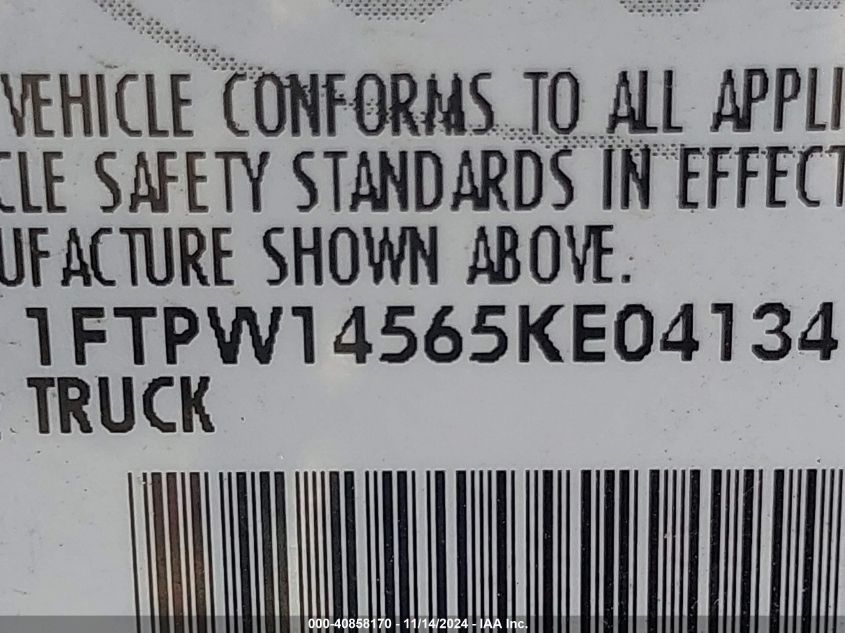 VEHICLE CONFORMS TO ALL APPLI
CLE SAFETY STANDARDS IN EFFECT
UFACTURE SHOWN ABOVE.
1FTPW14565KE04134
TRUCK
000-40858170 - 11/14/2024 - IAA Inc.